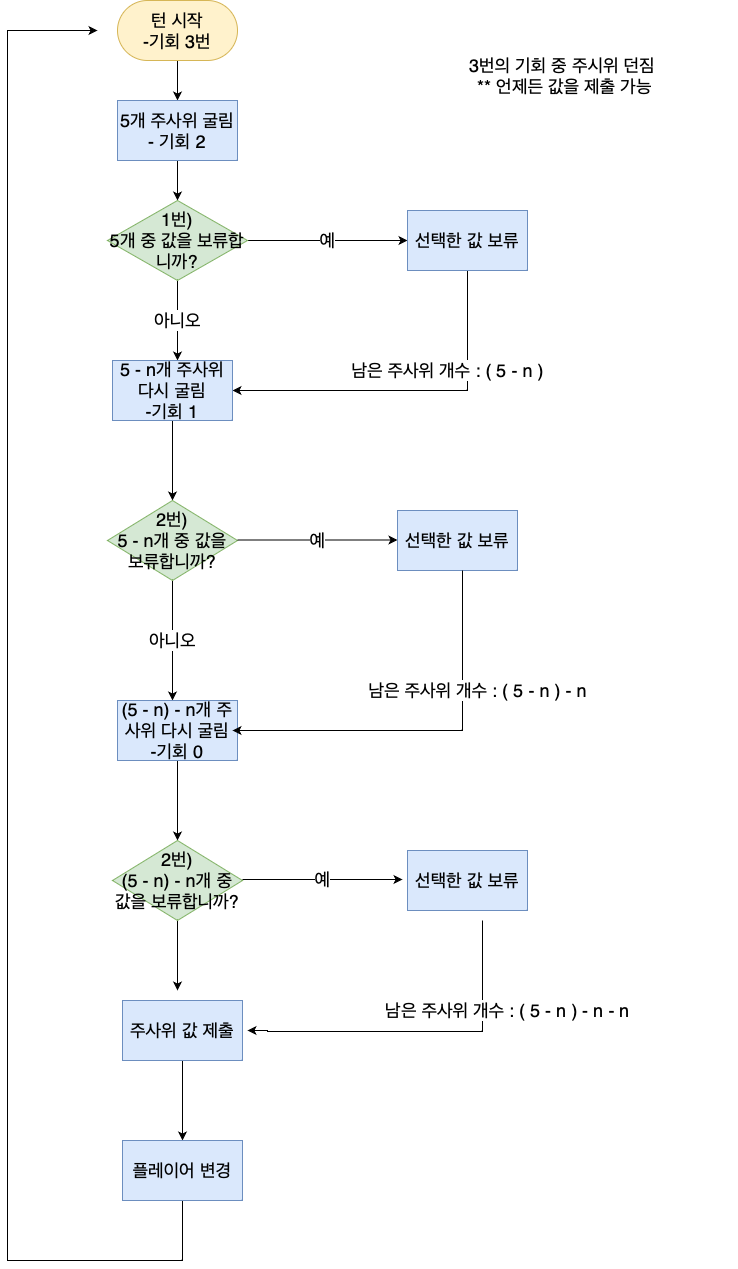 턴 시작
-기회 3번
3번의 기회 중 주시위 던짐
** 언제든 값을 제출 가능
5개 주사위 굴림
- 기회 2
1번)
5개 중 값을 보류합
니까?
예
선택한 값 보류
아니오
남은 주사위 개수 : ( 5 - n )
5 - n개 주사위
다시 굴림
-기회 1
2번)
5 - n개 중 값을
보류합니까?
예
선택한 값 보류
아니오
남은 주사위 개수 : ( 5 - n ) - n
(5 - n) - n개 주
사위 다시 굴림
-기회 0
2번)
(5 - n) - n개 중
값을 보류합니까?
예
선택한 값 보류
남은 주사위 개수 : ( 5 - n ) - n - n
주사위 값 제출
플레이어 변경